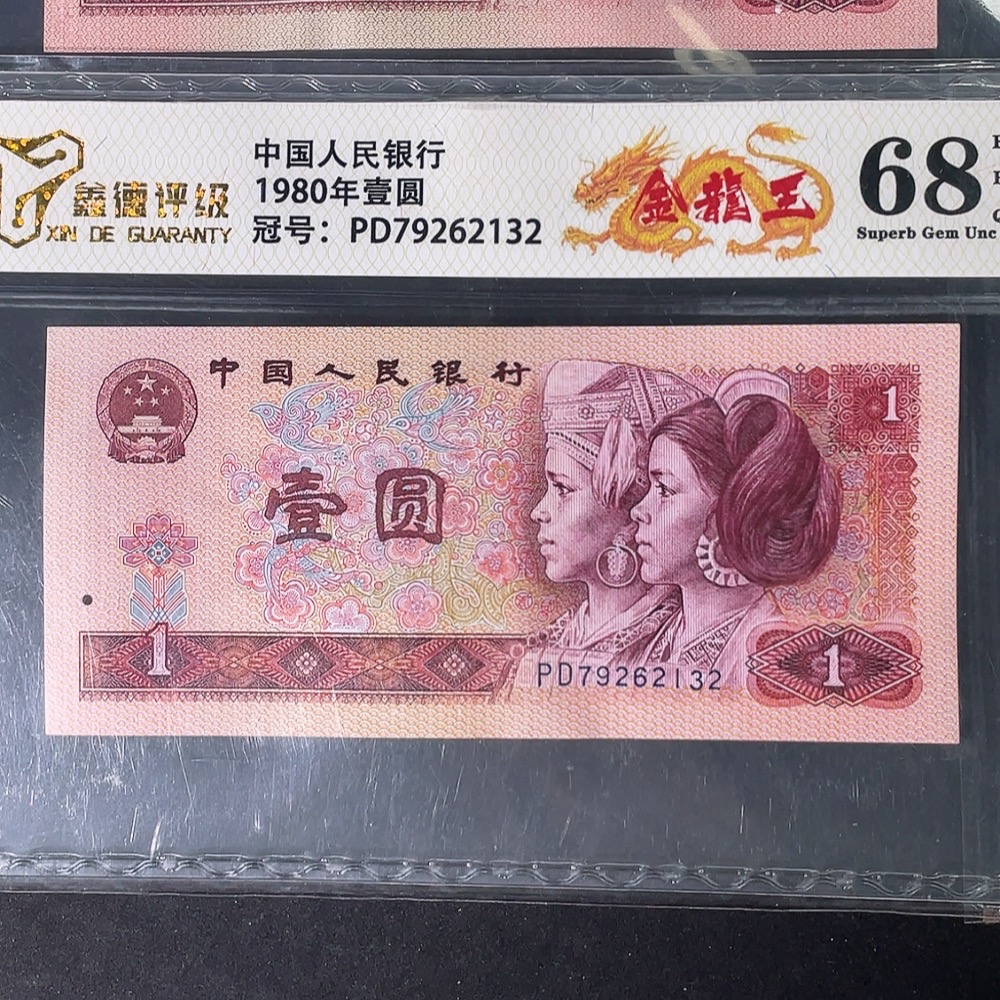 鑫德评级
XIN DE GUARANTY
中国人民银行
1980年壹圆
冠号：PD79262132
金龍王
68
Superb Gem Unc
中国人民银行
1
壹圆
1
PD79262132
1